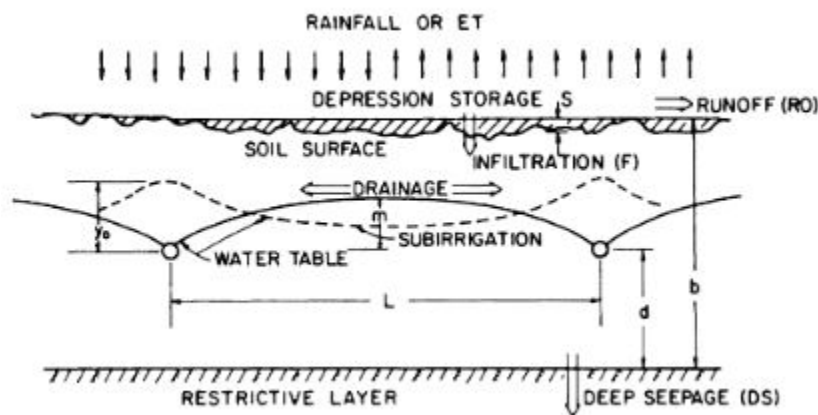 RAINFALL OR ET
DEPRESSION STORAGE S
RUNOFF (RO)
SOIL SURFACE
INFILTRATION (F)
DRAINAGE
m
y₀
SUBIRRIGATION
WATER TABLE
L
d
b
RESTRICTIVE LAYER
DEEP SEEPAGE (DS)